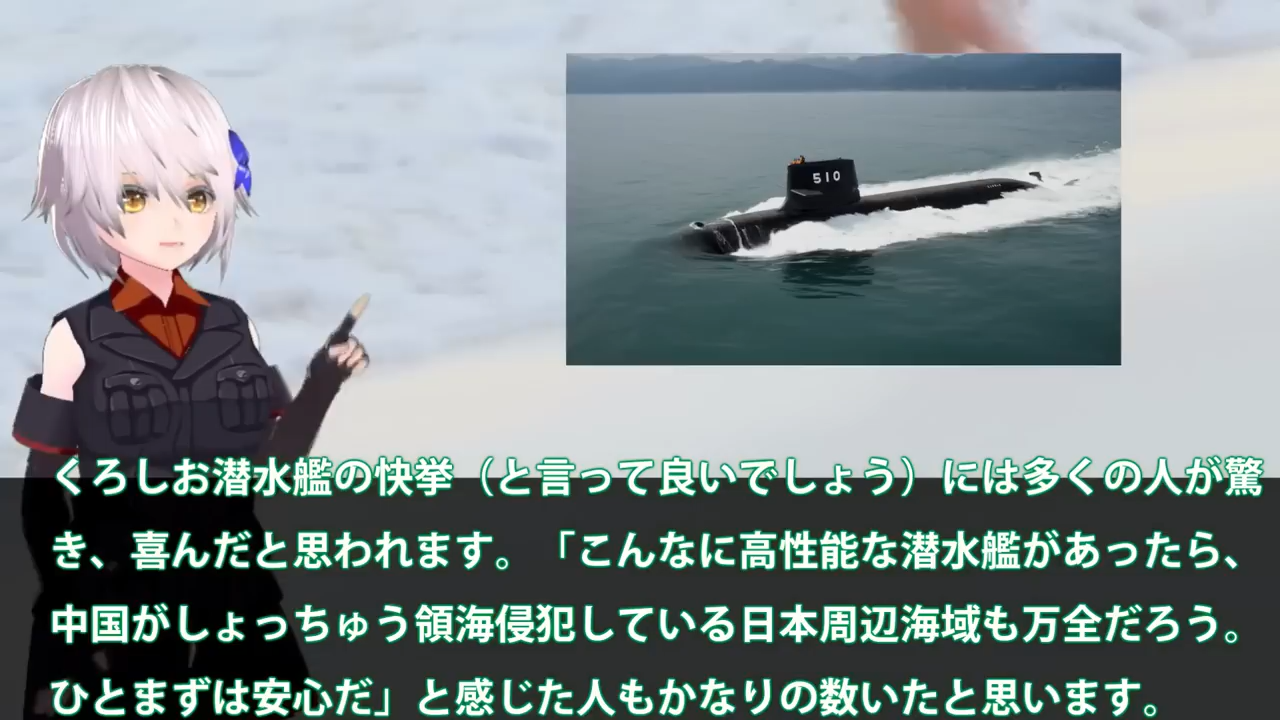 510
くろしお潜水艦の快挙（と言って良いでしょう）には多くの人が驚
き、喜んだと思われます。「こんなに高性能な潜水艦があったら、
中国がしょっちゅう領海侵犯している日本周辺海域も万全だろう。
ひとまずは安心だ」と感じた人もかなりの数いたと思います。